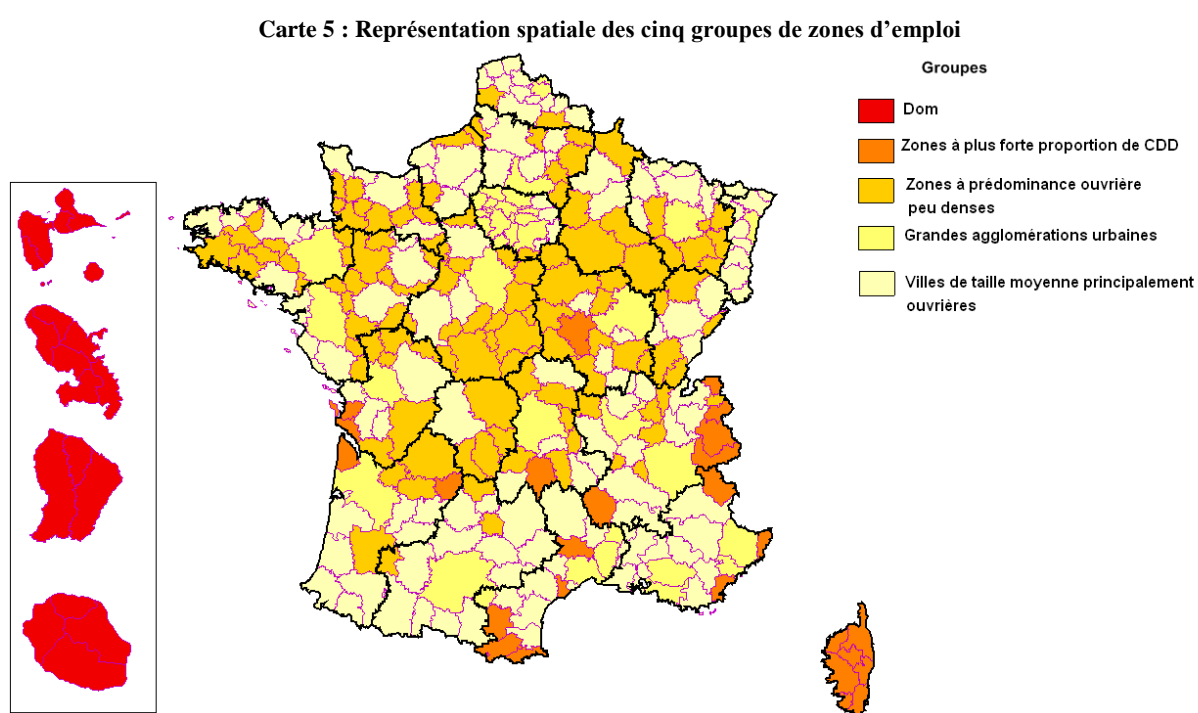 Carte 5 : Représentation spatiale des cinq groupes de zones d’emploi
Groupes
Dom
Zones à plus forte proportion de CDD
Zones à prédominance ouvrière
peu denses
Grandes agglomérations urbaines
Villes de taille moyenne principalement
ouvrières